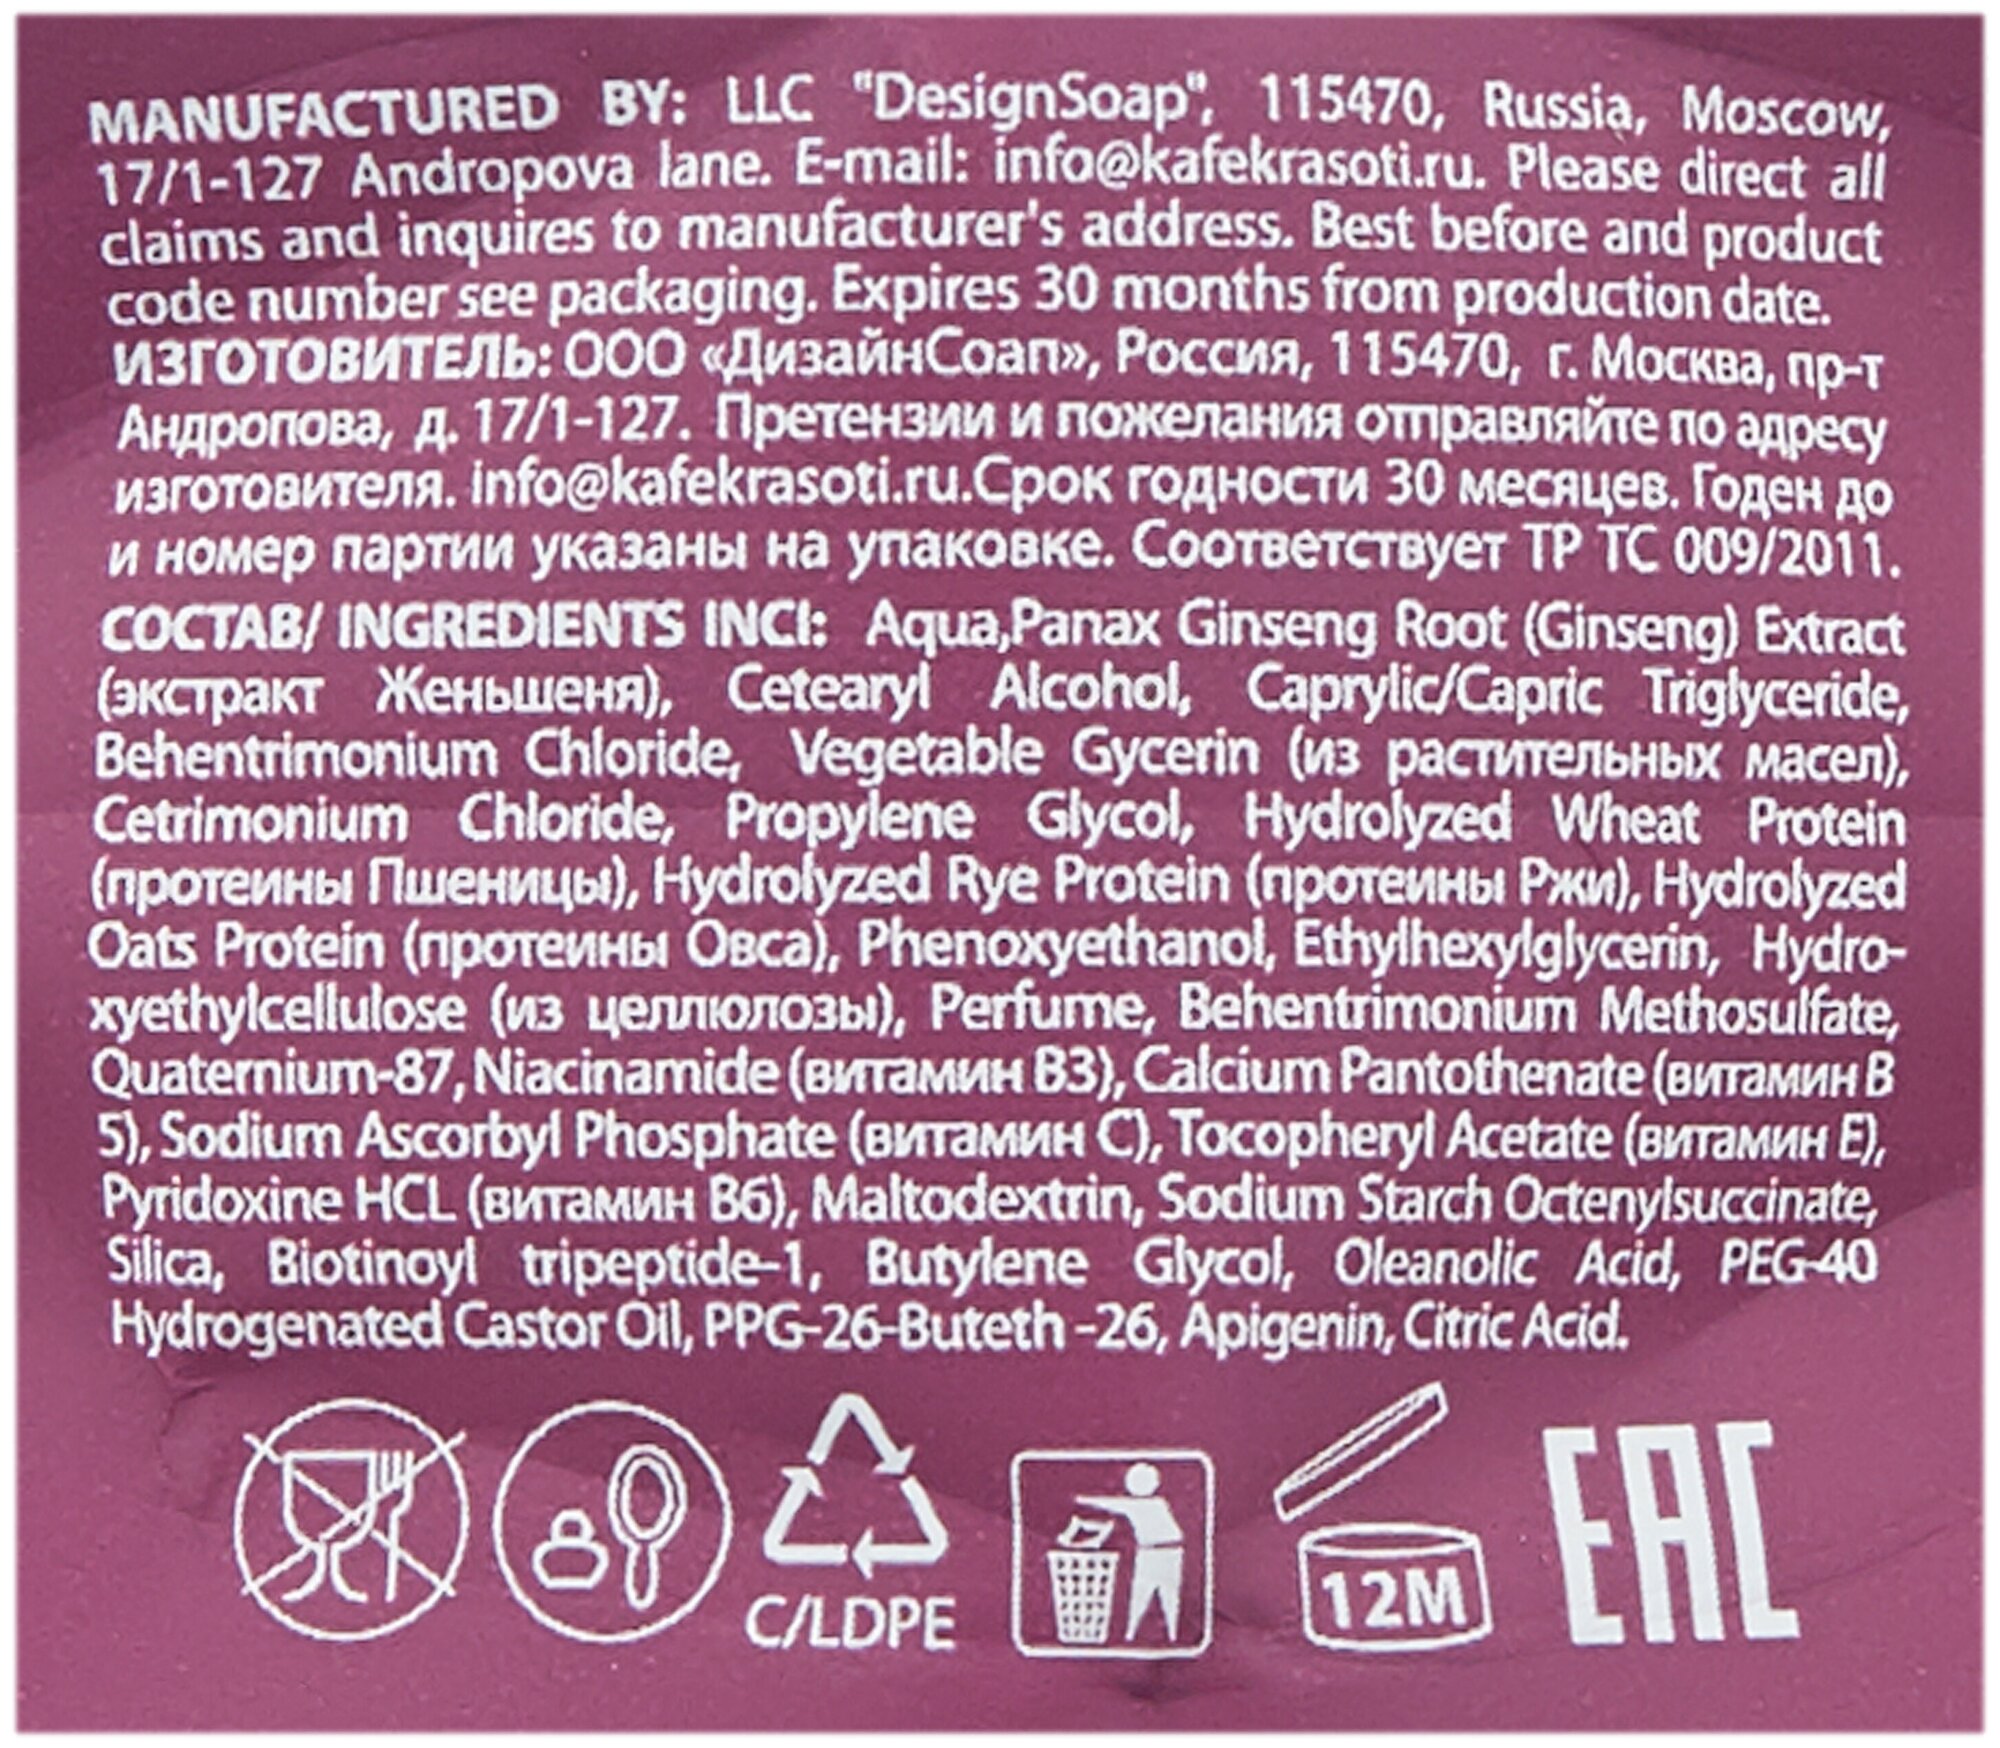 MANUFACTURED BY: LLC "DesignSoap", 115470, Russia, Moscow,
17/1-127 Andropova lane. E-mail: info@kafekrasoti.ru. Please direct all
claims and inquires to manufacturer's address. Best before and product
code number see packaging. Expires 30 months from production date.
ИЗГОТОВИТЕЛЬ: ООО «ДизайнСоап», Россия, 115470, г. Москва, пр-т
Андропова, д. 17/1-127. Претензии и пожелания отправляйте по адресу
изготовителя. info@kafekrasoti.ru.Срок годности 30 месяцев. Годен до
и номер партии указаны на упаковке. Соответствует ТР ТС 009/2011.
СОСТАВ/ INGREDIENTS INCI: Aqua,Panax Ginseng Root (Ginseng) Extract
(экстракт Женьшеня), Cetearyl Alcohol, Caprylic/Capric Triglyceride,
Behentrimonium Chloride, Vegetable Gycerin (из растительных масел),
Cetrimonium Chloride, Propylene Glycol, Hydrolyzed Wheat Protein
(протеины Пшеницы), Hydrolyzed Rye Protein (протеины Ржи), Hydrolyzed
Oats Protein (протеины Овса), Phenoxyethanol, Ethylhexylglycerin, Hydro-
xyethylcellulose (из целлюлозы), Perfume, Behentrimonium Methosulfate,
Quaternium-87, Niacinamide (витамин В3), Calcium Pantothenate (витамин В
5), Sodium Ascorbyl Phosphate (витамин С), Tocopheryl Acetate (витамин Е),
Pyridoxine HCL (витамин В6), Maltodextrin, Sodium Starch Octenylsuccinate,
Silica, Biotinoyl tripeptide-1, Butylene Glycol, Oleanolic Acid, PEG-40
Hydrogenated Castor Oil, PPG-26-Buteth -26, Apigenin, Citric Acid.
C/LDPE
12M
EAC